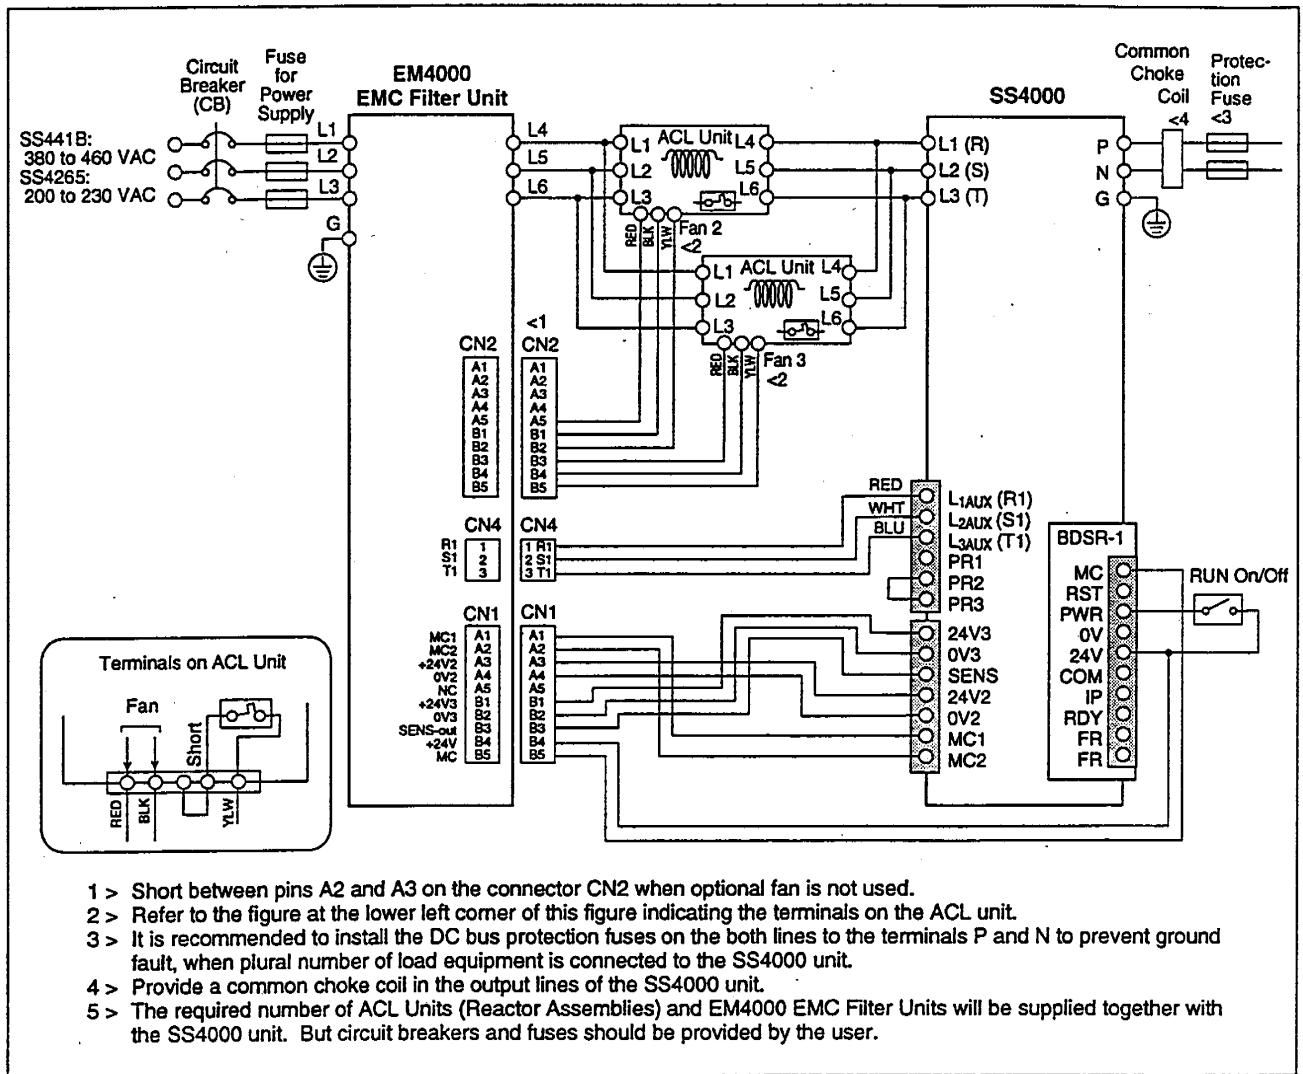 Circuit
Breaker
(CB)
Fuse
for
Power
Supply
EM4000
EMC Filter Unit
SS4000
Common
Choke
Coil
<4
Protec-
tion
Fuse
<3
SS441B:
380 to 460 VAC
SS4265:
200 to 230 VAC
L1
L2
L3
G
L4
L5
L6
L1 ACL Unit L4
L2 L5
L3 L6
RED
BLK
YLW
Fan 2
<2
L1 ACL Unit L4
L2 L5
L3 L6
RED
BLK
YLW
Fan 3
<2
L1 (R)
L2 (S)
L3 (T)
P
N
G
<1
CN2 CN2
A1 A1
A2 A2
A3 A3
A4 A4
A5 A5
B1 B1
B2 B2
B3 B3
B4 B4
B5 B5
CN4 CN4
R1 1 1 R1
S1 2 2 S1
T1 3 3 T1
RED
WHT
BLU
L1AUX (R1)
L2AUX (S1)
L3AUX (T1)
PR1
PR2
PR3
CN1 CN1
MC1 A1 A1
MC2 A2 A2
+24V2 A3 A3
0V2 A4 A4
NC A5 A5
+24V3 B1 B1
0V3 B2 B2
SENS-out B3 B3
+24V B4 B4
MC B5 B5
24V3
0V3
SENS
24V2
0V2
MC1
MC2
BDSR-1
MC
RST
PWR
0V
24V
COM
IP
RDY
FR
FR
RUN On/Off
Terminals on ACL Unit
Fan
Short
RED
BLK
YLW
1 > Short between pins A2 and A3 on the connector CN2 when optional fan is not used.
2 > Refer to the figure at the lower left corner of this figure indicating the terminals on the ACL unit.
3 > It is recommended to install the DC bus protection fuses on the both lines to the terminals P and N to prevent ground
fault, when plural number of load equipment is connected to the SS4000 unit.
4 > Provide a common choke coil in the output lines of the SS4000 unit.
5 > The required number of ACL Units (Reactor Assemblies) and EM4000 EMC Filter Units will be supplied together with
the SS4000 unit. But circuit breakers and fuses should be provided by the user.